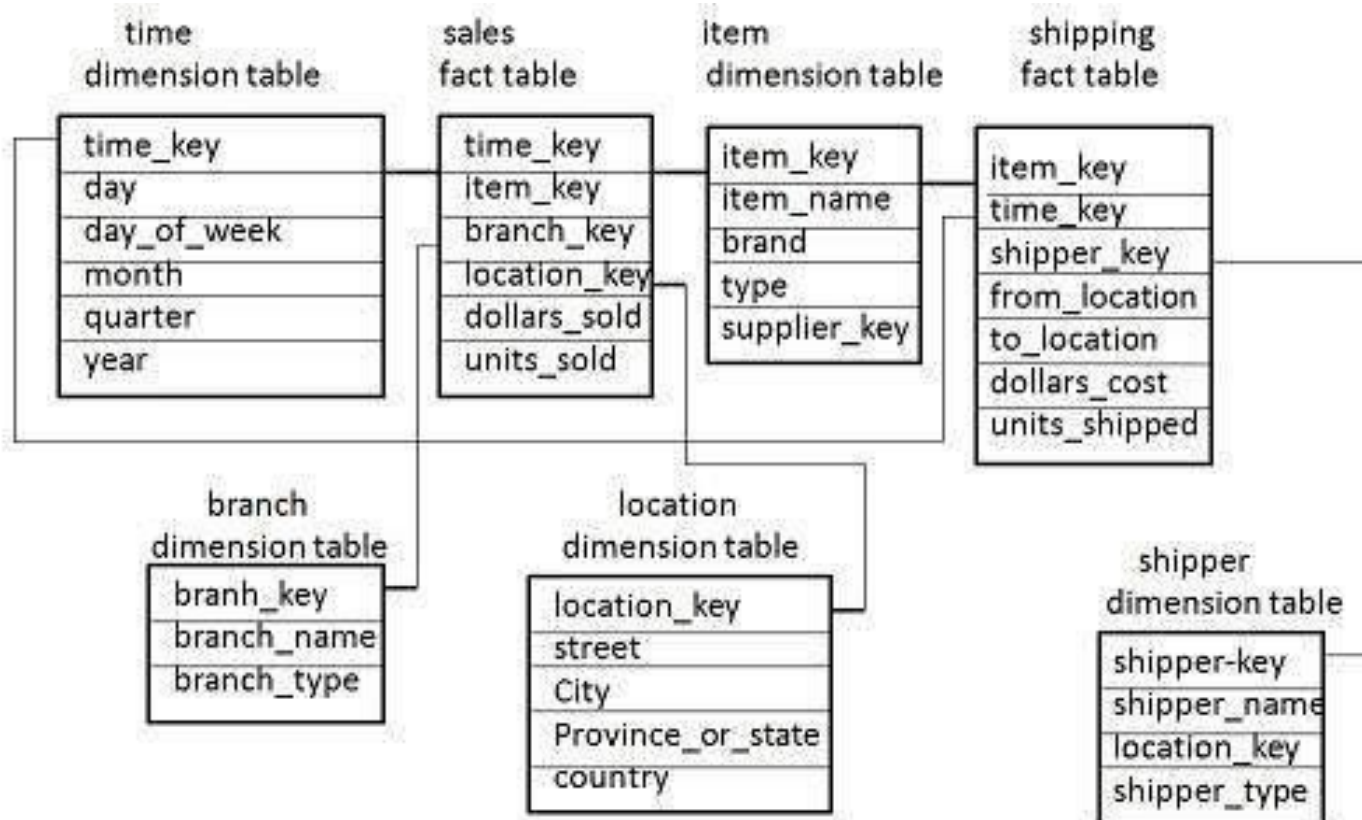 time
dimension table
time_key
day
day_of_week
month
quarter
year
sales
fact table
time_key
item_key
branch_key
location_key
dollars_sold
units_sold
item
dimension table
item_key
item_name
brand
type
supplier_key
shipping
fact table
item_key
time_key
shipper_key
from_location
to_location
dollars_cost
units_shipped
branch
dimension table
branh_key
branch_name
branch_type
location
dimension table
location_key
street
City
Province_or_state
country
shipper
dimension table
shipper-key
shipper_name
location_key
shipper_type